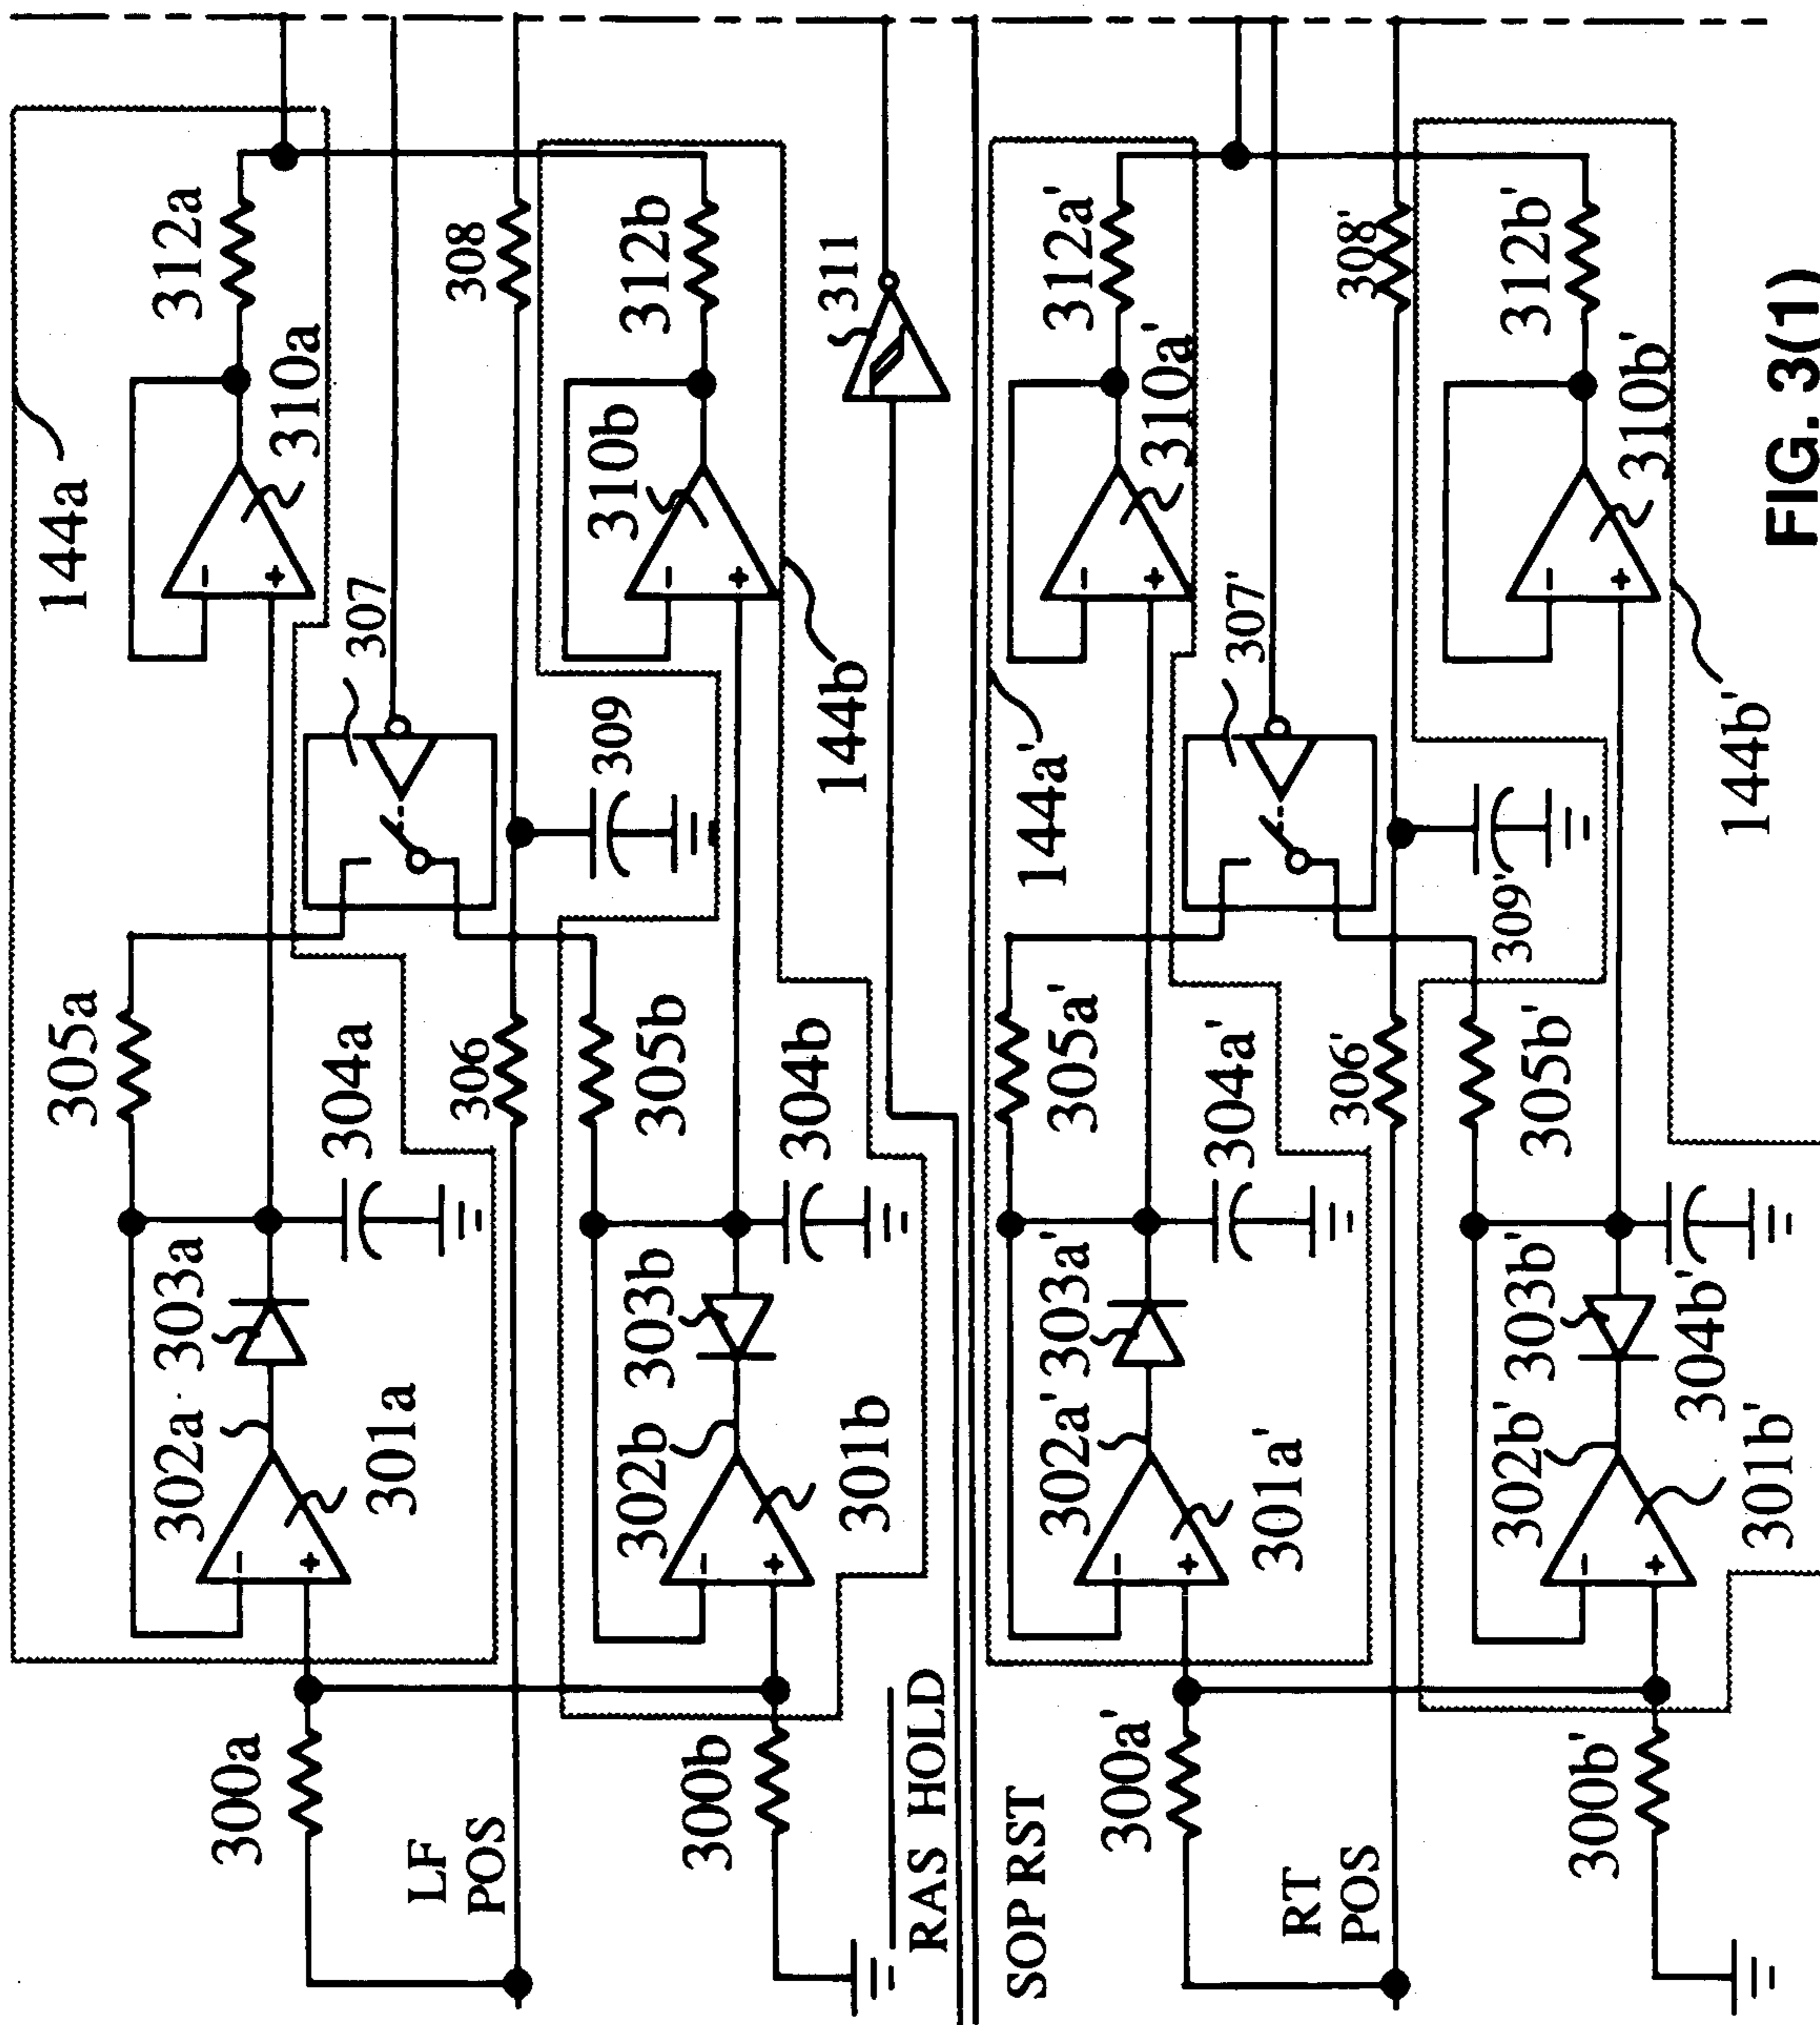 144a
305a
302a
303a
312a
310a
304a
307
301a
300a
LF
POS
306
308
309
302b
303b
305b
310b
312b
304b
301b
300b
144b
311
RAS HOLD
SOP RST
144a'
302a'
303a'
305a'
312a'
310a'
304a'
307'
301a'
300a'
RT
POS
306'
308'
309'
302b'
303b'
305b'
312b'
310b'
304b'
301b'
300b'
144b'
- + - +
- + - +
- + - +
- + - +
FIG. 3(1)